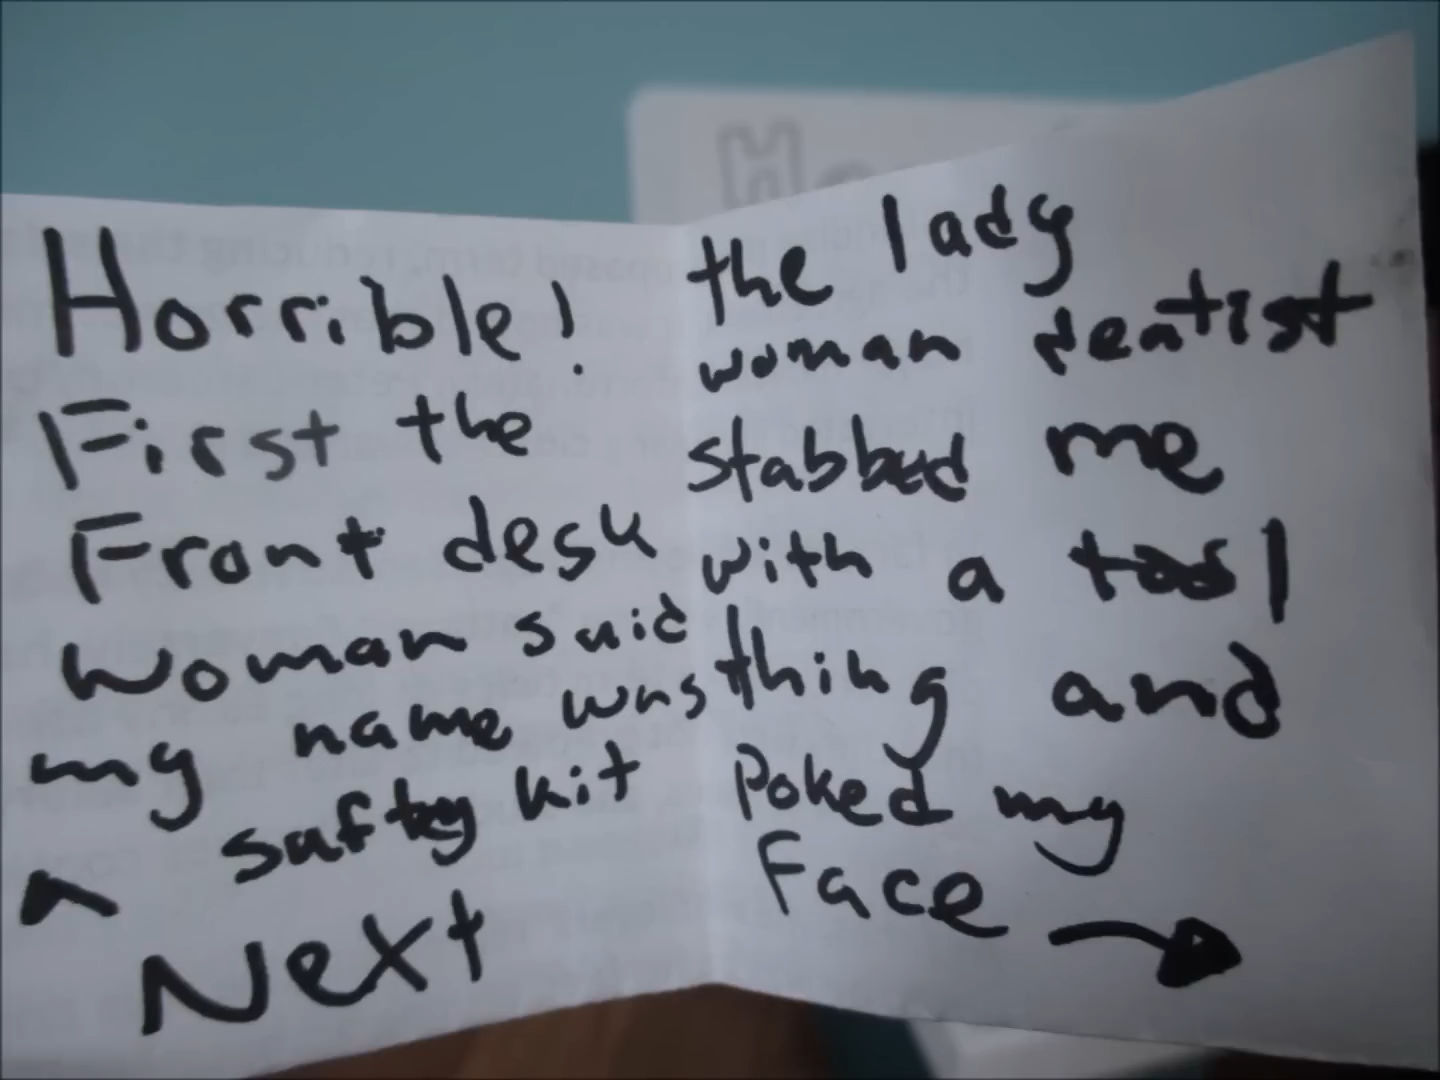 Horrible!
First the
Front desk
woman said
my name was
a safty kit
Next
the lady
woman dentist
stabbed me
with a tool
thing and
Poked my
Face